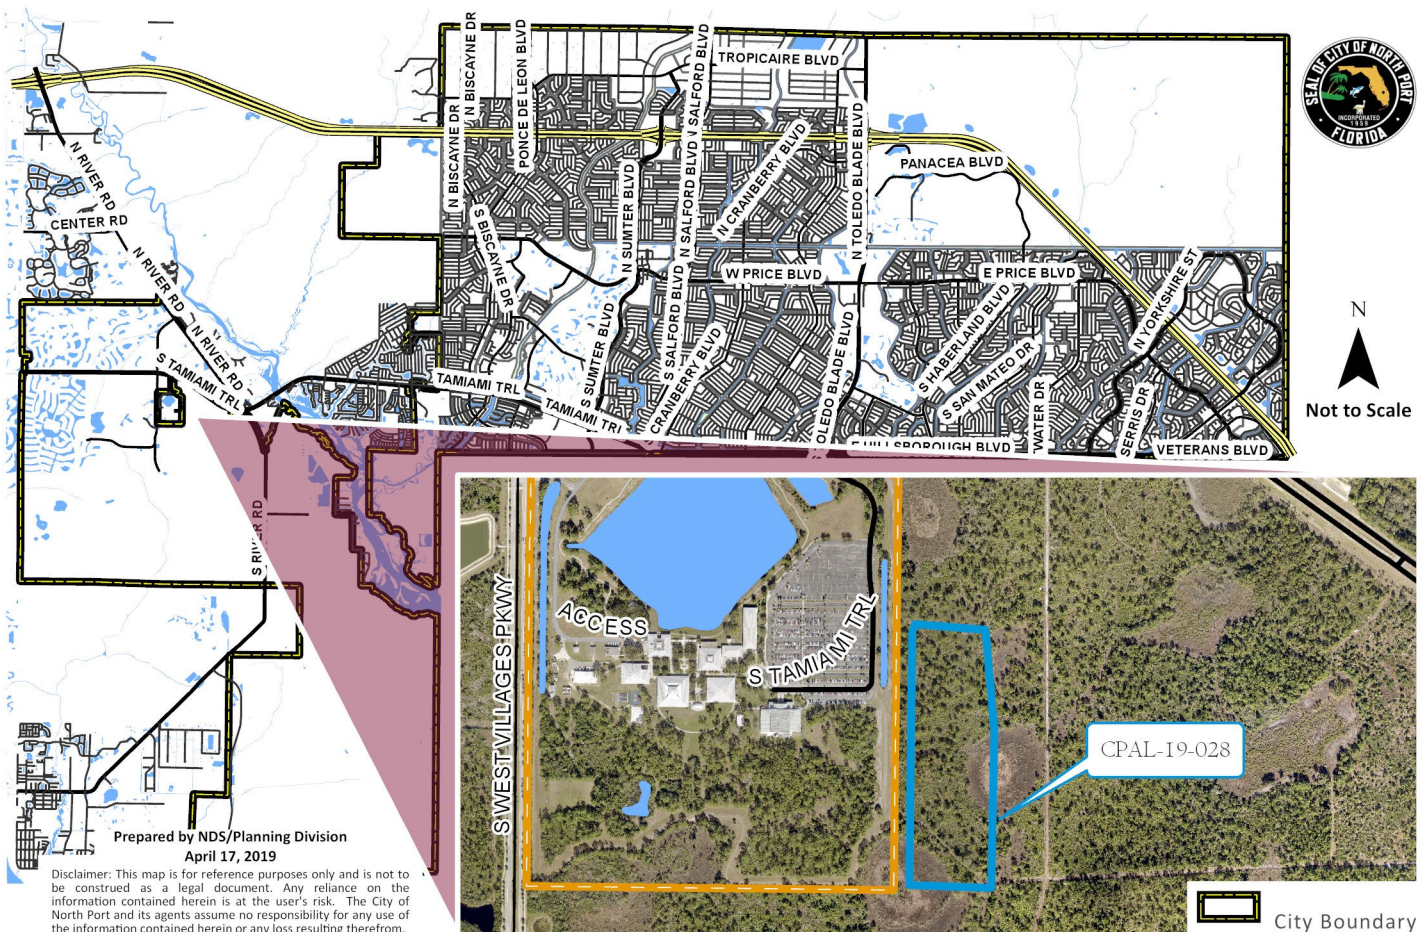 N BISCAYNE DR
N BISCAYNE DR
PONCE DE LEON BLVD
N SALFORD BLVD
TROPICAIRE BLVD
SEAL OF CITY OF NORTH PORT
INCORPORATED
1959
FLORIDA
N RIVER RD
CENTER RD
N RIVER RD
N RIVER RD
S TAMIAMI TRL
S BISCAYNE DR
N SUMTER BLVD
N SALFORD BLVD
N SALFORD BLVD
N CRANBERRY BLVD
N TOLEDO BLADE BLVD
PANACEA BLVD
W PRICE BLVD
E PRICE BLVD
N YORKSHIRE ST
S SUMTER BLVD
S SALFORD BLVD
CRANBERRY BLVD
OLEDO BLADE BLVD
S HABERLAND BLVD
S SAN MATEO DR
WATER DR
SERRIS DR
VETERANS BLVD
HILLSBOROUGH BLVD
TAMIAMI TRL
TAMIAMI TRL
S RIVER RD
N
Not to Scale
S WEST VILLAGES PKWY
ACCESS
S TAMIAMI TRL
CPAL-19-028
Prepared by NDS/Planning Division
April 17, 2019
Disclaimer: This map is for reference purposes only and is not to
be construed as a legal document. Any reliance on the
information contained herein is at the user's risk. The City of
North Port and its agents assume no responsibility for any use of
the information contained herein or any loss resulting therefrom.
City Boundary